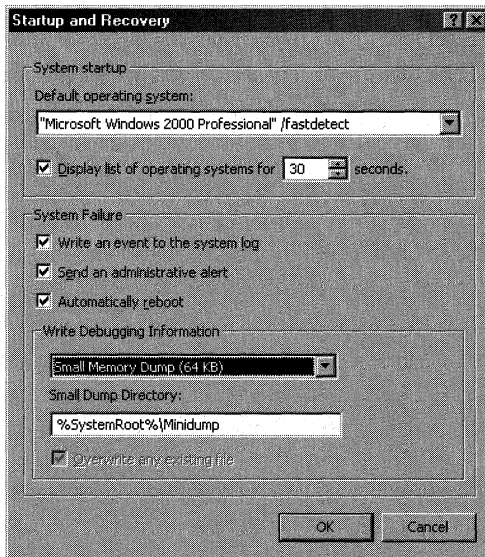 Startup and Recovery
System startup
Default operating system:
"Microsoft Windows 2000 Professional" /fastdetect
Display list of operating systems for 30 seconds.
System Failure
Write an event to the system log
Send an administrative alert
Automatically reboot
Write Debugging Information
Small Memory Dump (64 KB)
Small Dump Directory:
%SystemRoot%\Minidump
Overwrite any existing file
OK Cancel